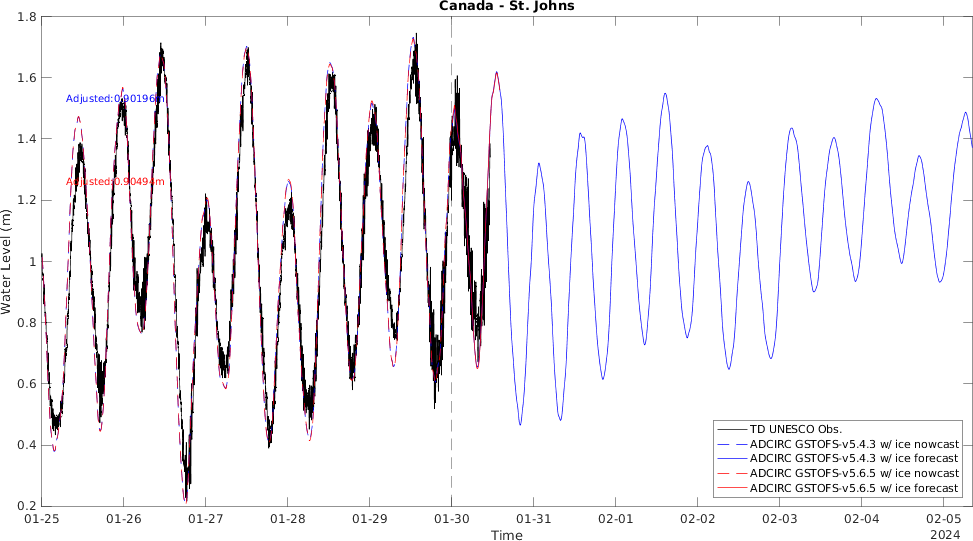 Canada - St. Johns
Water Level (m)
1.8
1.6
1.4
1.2
1
0.8
0.6
0.4
0.2
Adjusted:0.90196m
Adjusted:0.90494m
TD UNESCO Obs.
ADCIRC GSTOFS-v5.4.3 w/ ice nowcast
ADCIRC GSTOFS-v5.4.3 w/ ice forecast
ADCIRC GSTOFS-v5.6.5 w/ ice nowcast
ADCIRC GSTOFS-v5.6.5 w/ ice forecast
01-25 01-26 01-27 01-28 01-29 01-30 01-31 02-01 02-02 02-03 02-04 02-05
Time
2024